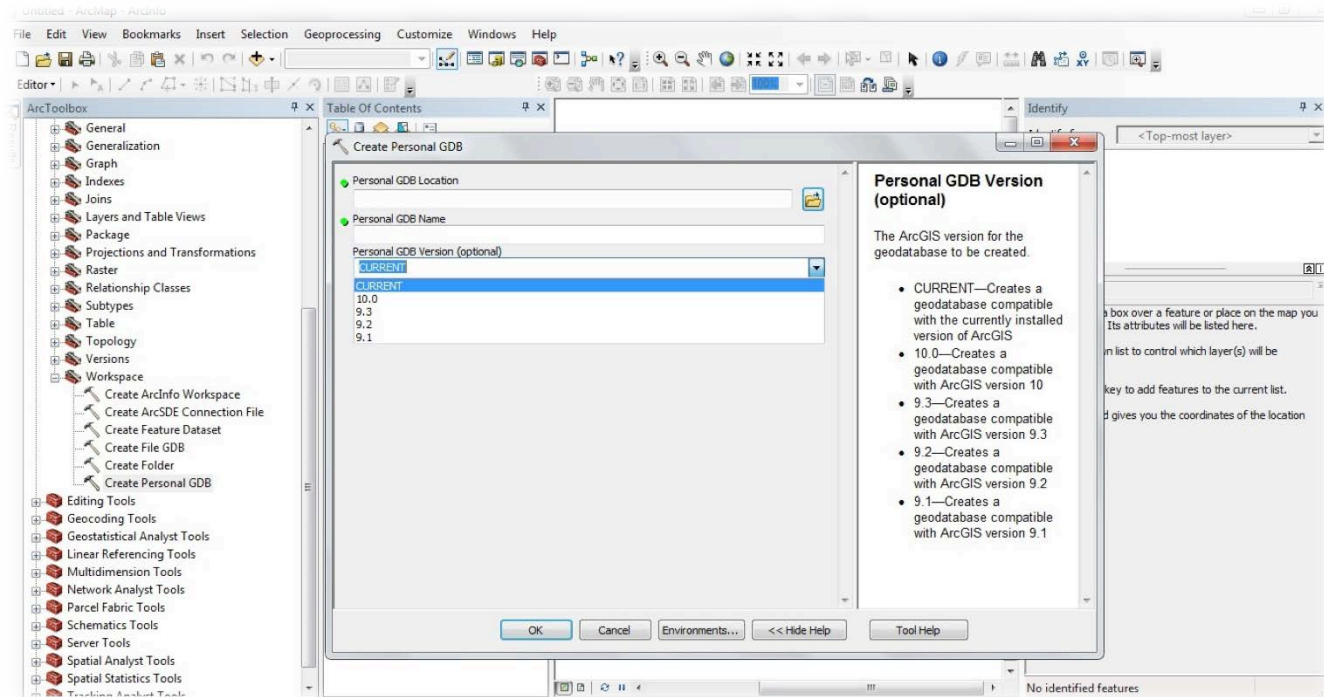 Untitled - ArcMap - ArcInfo
File Edit View Bookmarks Insert Selection Geoprocessing Customize Windows Help
Editor
100%
ArcToolbox
General
Generalization
Graph
Indexes
Joins
Layers and Table Views
Package
Projections and Transformations
Raster
Relationship Classes
Subtypes
Table
Topology
Versions
Workspace
Create ArcInfo Workspace
Create ArcSDE Connection File
Create Feature Dataset
Create File GDB
Create Folder
Create Personal GDB
Editing Tools
Geocoding Tools
Geostatistical Analyst Tools
Linear Referencing Tools
Multidimension Tools
Network Analyst Tools
Parcel Fabric Tools
Schematics Tools
Server Tools
Spatial Analyst Tools
Spatial Statistics Tools
Tracking Analyst Tools
Table Of Contents
Create Personal GDB
Personal GDB Location
Personal GDB Name
Personal GDB Version (optional)
CURRENT
CURRENT
10.0
9.3
9.2
9.1
OK Cancel Environments... << Hide Help Tool Help
Personal GDB Version
(optional)
The ArcGIS version for the
geodatabase to be created.
• CURRENT—Creates a
geodatabase compatible
with the currently installed
version of ArcGIS
• 10.0—Creates a
geodatabase compatible
with ArcGIS version 10
• 9.3—Creates a
geodatabase compatible
with ArcGIS version 9.3
• 9.2—Creates a
geodatabase compatible
with ArcGIS version 9.2
• 9.1—Creates a
geodatabase compatible
with ArcGIS version 9.1
Identify
<Top-most layer>
a box over a feature or place on the map you
Its attributes will be listed here.
n list to control which layer(s) will be
key to add features to the current list.
d gives you the coordinates of the location
No identified features